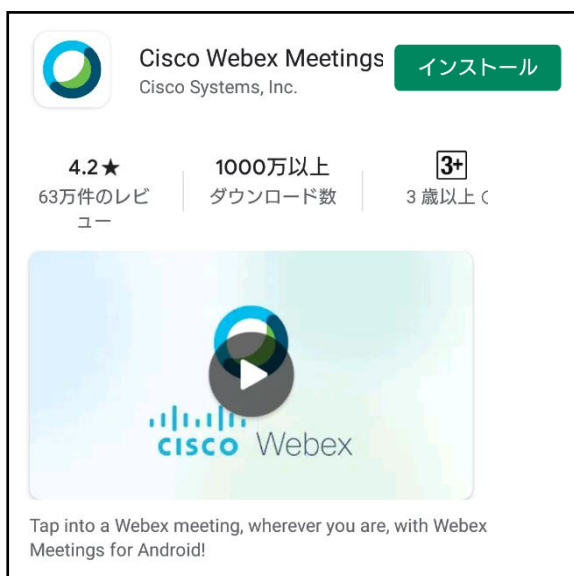 Cisco Webex Meetings
インストール
Cisco Systems, Inc.
4.2★
1000万以上
3+
63万件のレビ
ュー
ダウンロード数
3 歳以上
CISCO Webex
Tap into a Webex meeting, wherever you are, with Webex
Meetings for Android!